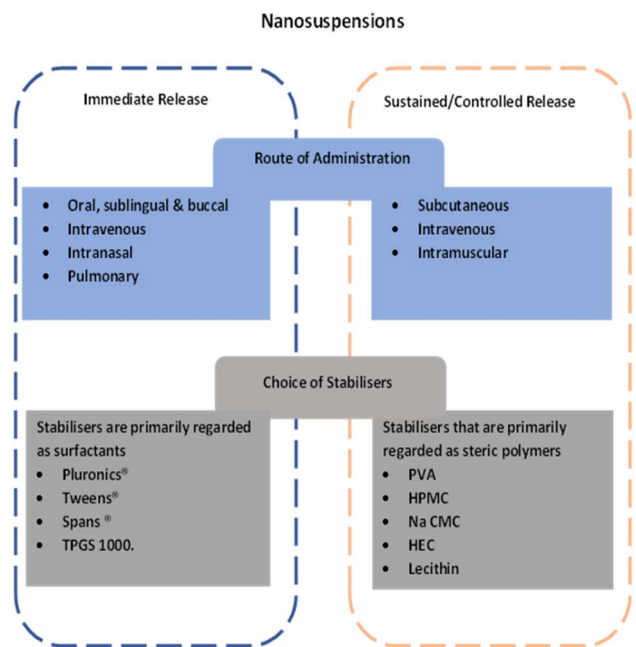 Nanosuspensions
Immediate Release
Sustained/Controlled Release
Route of Administration
• Oral, sublingual & buccal
• Intravenous
• Intranasal
• Pulmonary
• Subcutaneous
• Intravenous
• Intramuscular
Choice of Stabilisers
Stabilisers are primarily regarded
as surfactants
• Pluronics®
• Tweens®
• Spans ®
• TPGS 1000.
Stabilisers that are primarily
regarded as steric polymers
• PVA
• HPMC
• Na CMC
• HEC
• Lecithin